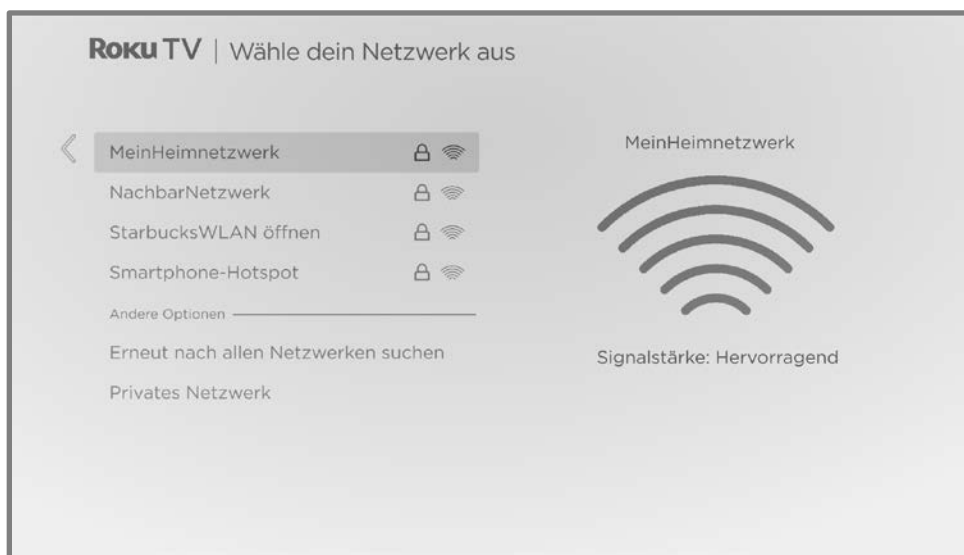 Roku TV | Wähle dein Netzwerk aus
MeinHeimnetzwerk
NachbarNetzwerk
StarbucksWLAN öffnen
Smartphone-Hotspot
Andere Optionen
Erneut nach allen Netzwerken suchen
Privates Netzwerk
MeinHeimnetzwerk
Signalstärke: Hervorragend